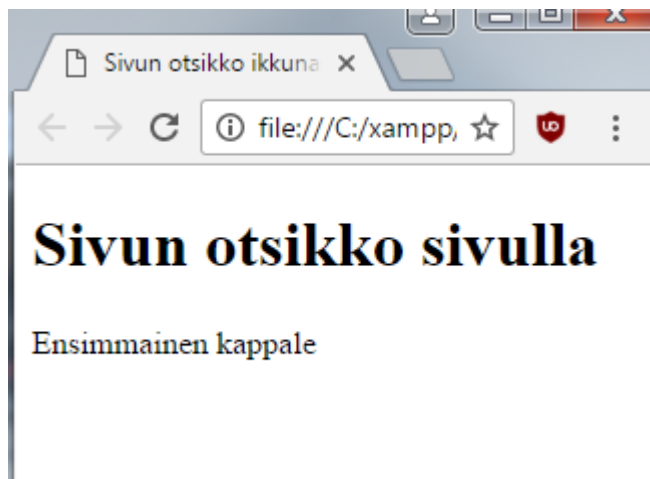 Sivun otsikko ikkuna
file:///C:/xampp/
Sivun otsikko sivulla
Ensimmainen kappale